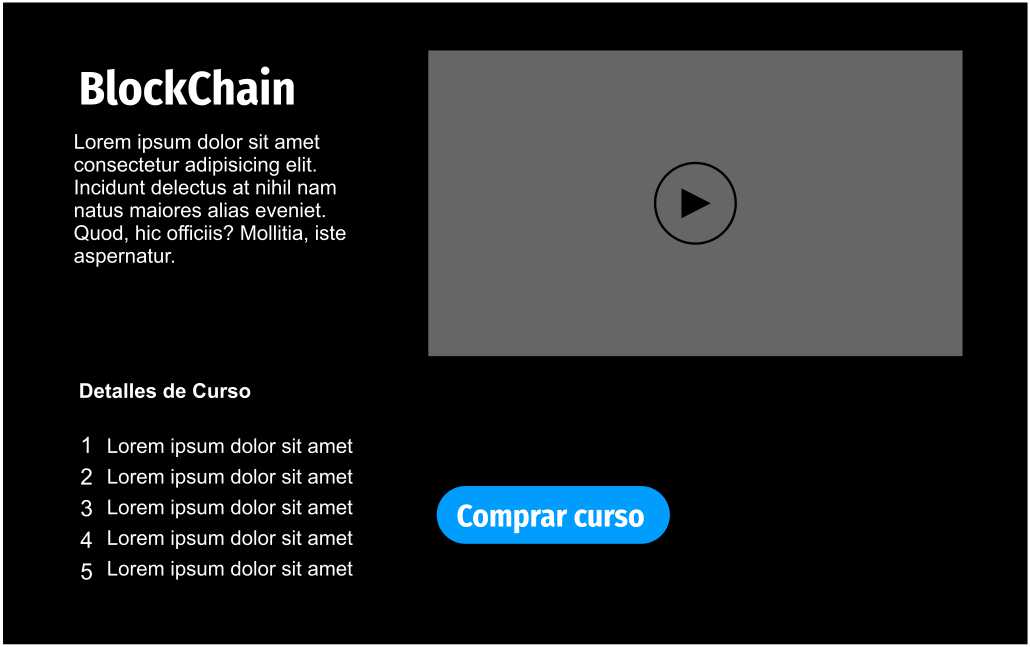 BlockChain
Lorem ipsum dolor sit amet
consectetur adipisicing elit.
Incidunt delectus at nihil nam
natus maiores alias eveniet.
Quod, hic officiis? Mollitia, iste
aspernatur.
Detalles de Curso
1 Lorem ipsum dolor sit amet
2 Lorem ipsum dolor sit amet
3 Lorem ipsum dolor sit amet
4 Lorem ipsum dolor sit amet
5 Lorem ipsum dolor sit amet
Comprar curso